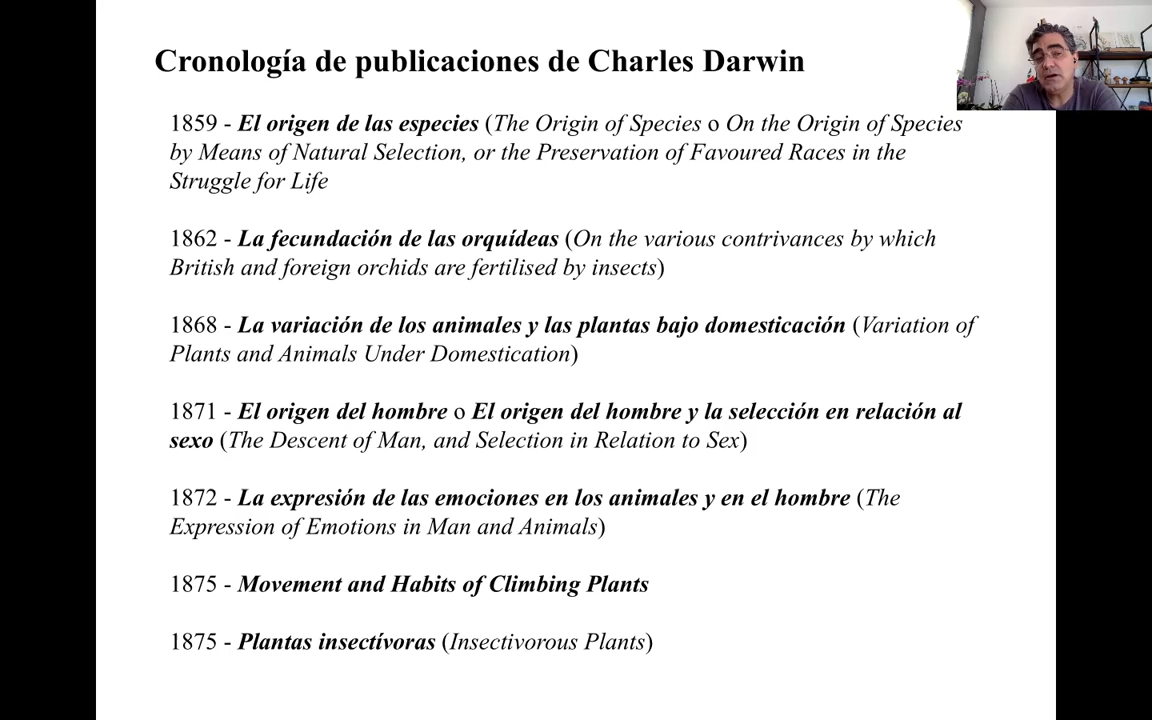 Cronología de publicaciones de Charles Darwin
1859 - El origen de las especies (The Origin of Species o On the Origin of Species
by Means of Natural Selection, or the Preservation of Favoured Races in the
Struggle for Life
1862 - La fecundación de las orquídeas (On the various contrivances by which
British and foreign orchids are fertilised by insects)
1868 - La variación de los animales y las plantas bajo domesticación (Variation of
Plants and Animals Under Domestication)
1871 - El origen del hombre o El origen del hombre y la selección en relación al
sexo (The Descent of Man, and Selection in Relation to Sex)
1872 - La expresión de las emociones en los animales y en el hombre (The
Expression of Emotions in Man and Animals)
1875 - Movement and Habits of Climbing Plants
1875 - Plantas insectívoras (Insectivorous Plants)